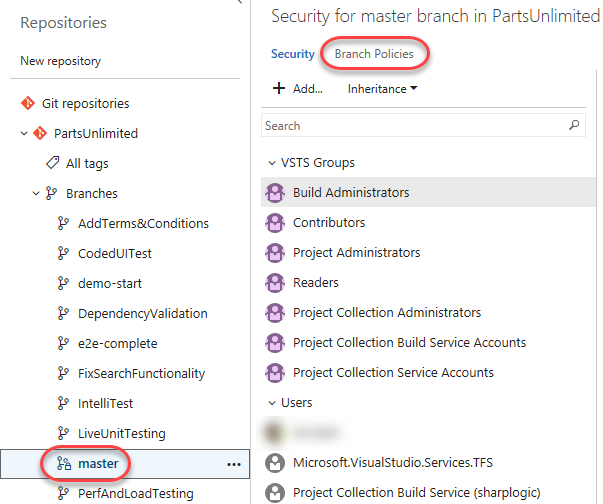 Repositories
New repository
Git repositories
PartsUnlimited
All tags
Branches
AddTerms&Conditions
CodedUITest
demo-start
DependencyValidation
e2e-complete
FixSearchFunctionality
IntelliTest
LiveUnitTesting
master
PerfAndLoadTesting
Security for master branch in PartsUnlimited
Security Branch Policies
Add... Inheritance
Search
VSTS Groups
Build Administrators
Contributors
Project Administrators
Readers
Project Collection Administrators
Project Collection Build Service Accounts
Project Collection Service Accounts
Users
Microsoft.VisualStudio.Services.TFS
Project Collection Build Service (sharplogic)